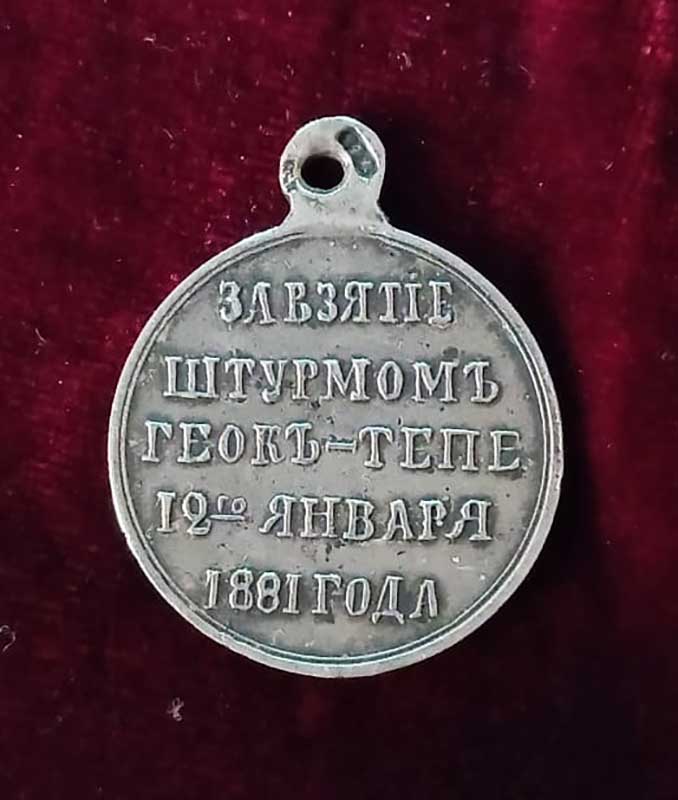 ЗА ВЗЯТІЕ
ШТУРМОМЪ
ГЕОКЪ-ТЕПЕ
12го ЯНВАРЯ
1881 ГОДА